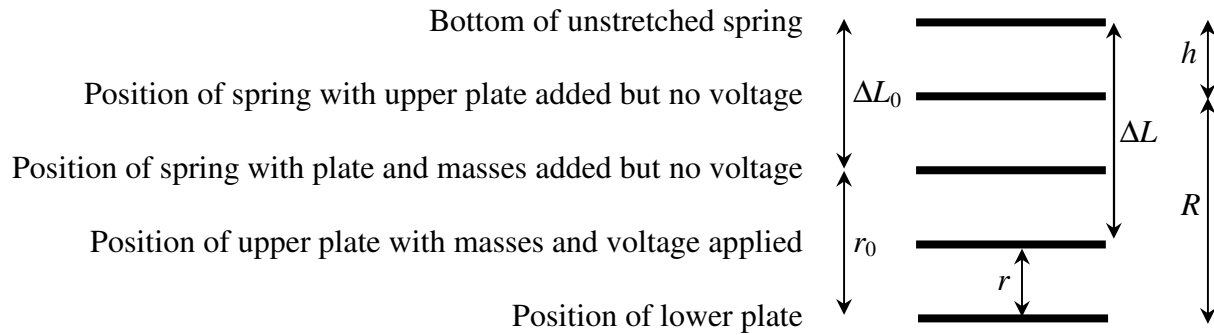 Bottom of unstretched spring
h
Position of spring with upper plate added but no voltage
ΔL₀
ΔL
Position of spring with plate and masses added but no voltage
R
Position of upper plate with masses and voltage applied
r₀
r
Position of lower plate